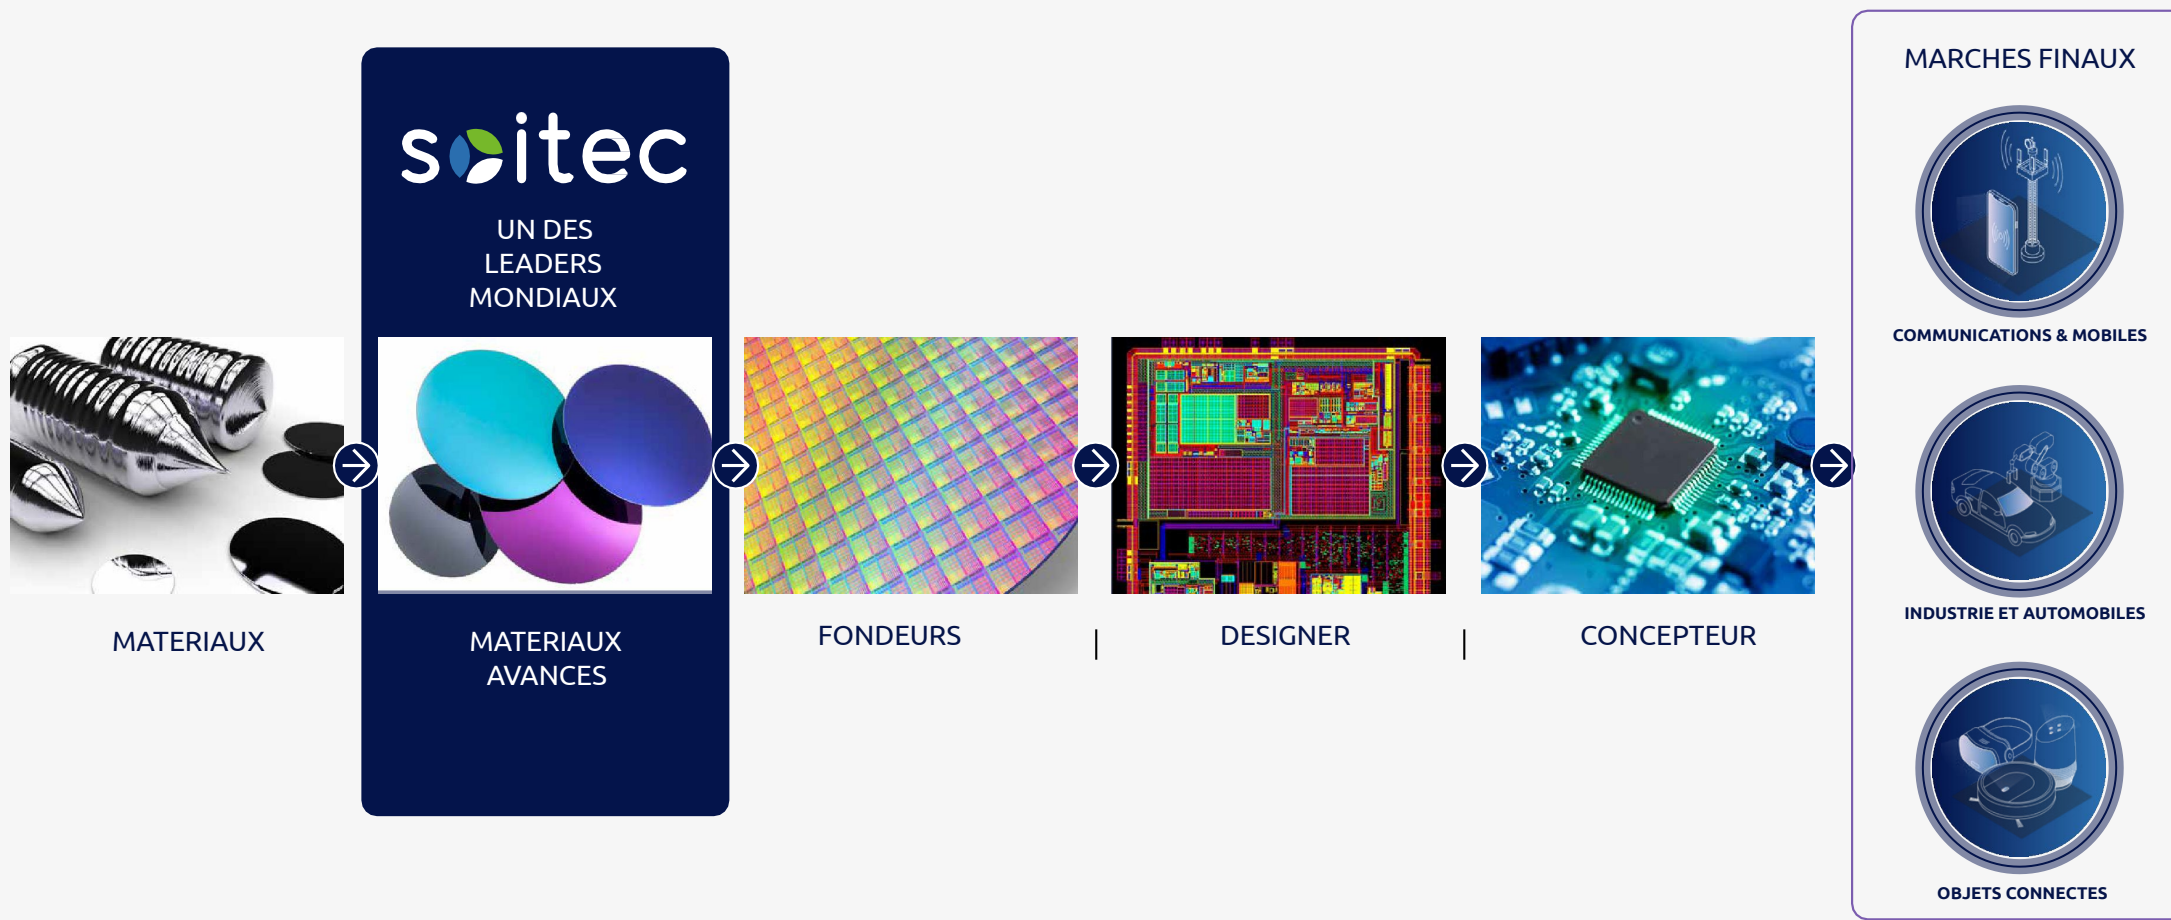 soitec
UN DES
LEADERS
MONDIAUX
MATERIAUX
MATERIAUX
AVANCES
FONDEURS
DESIGNER
CONCEPTEUR
MARCHES FINAUX
COMMUNICATIONS & MOBILES
INDUSTRIE ET AUTOMOBILES
OBJETS CONNECTES